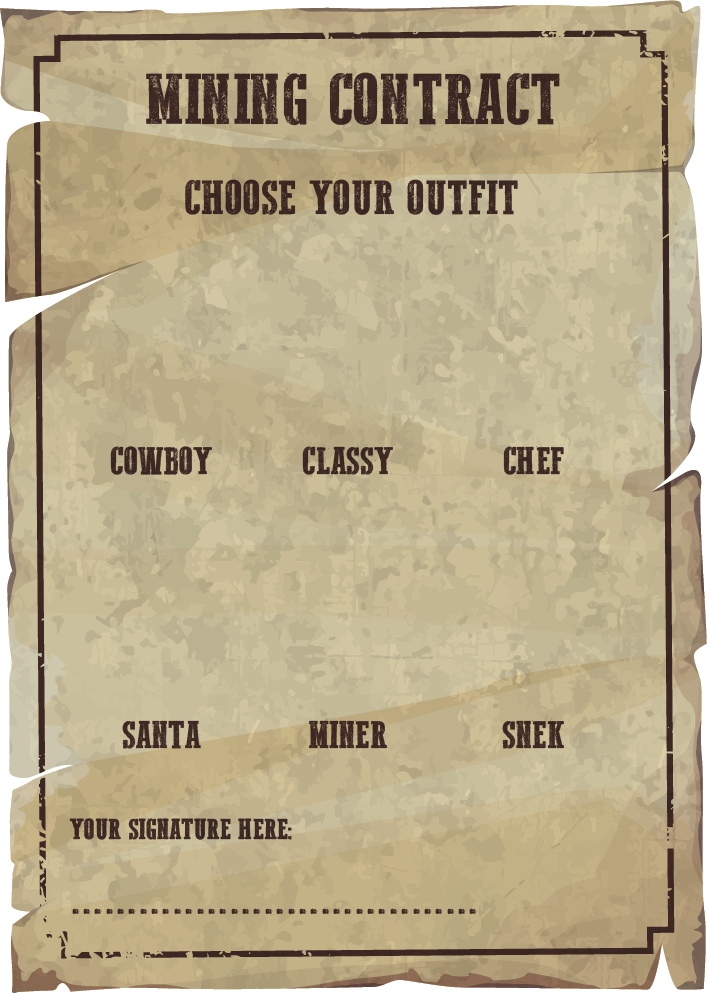 MINING CONTRACT
CHOOSE YOUR OUTFIT
COWBOY CLASSY CHEF
SANTA MINER SNEK
YOUR SIGNATURE HERE: